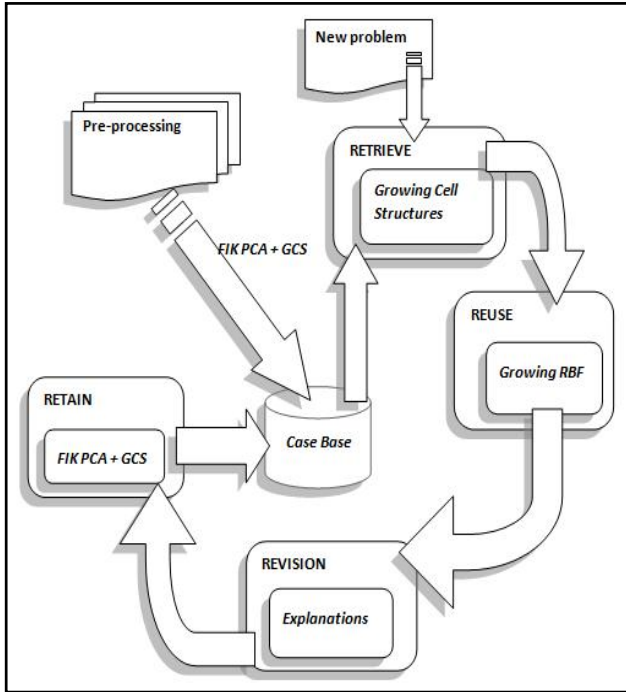 New problem
Pre-processing
RETRIEVE
Growing Cell
Structures
FIK PCA + GCS
REUSE
Growing RBF
RETAIN
FIK PCA + GCS
Case Base
REVISION
Explanations